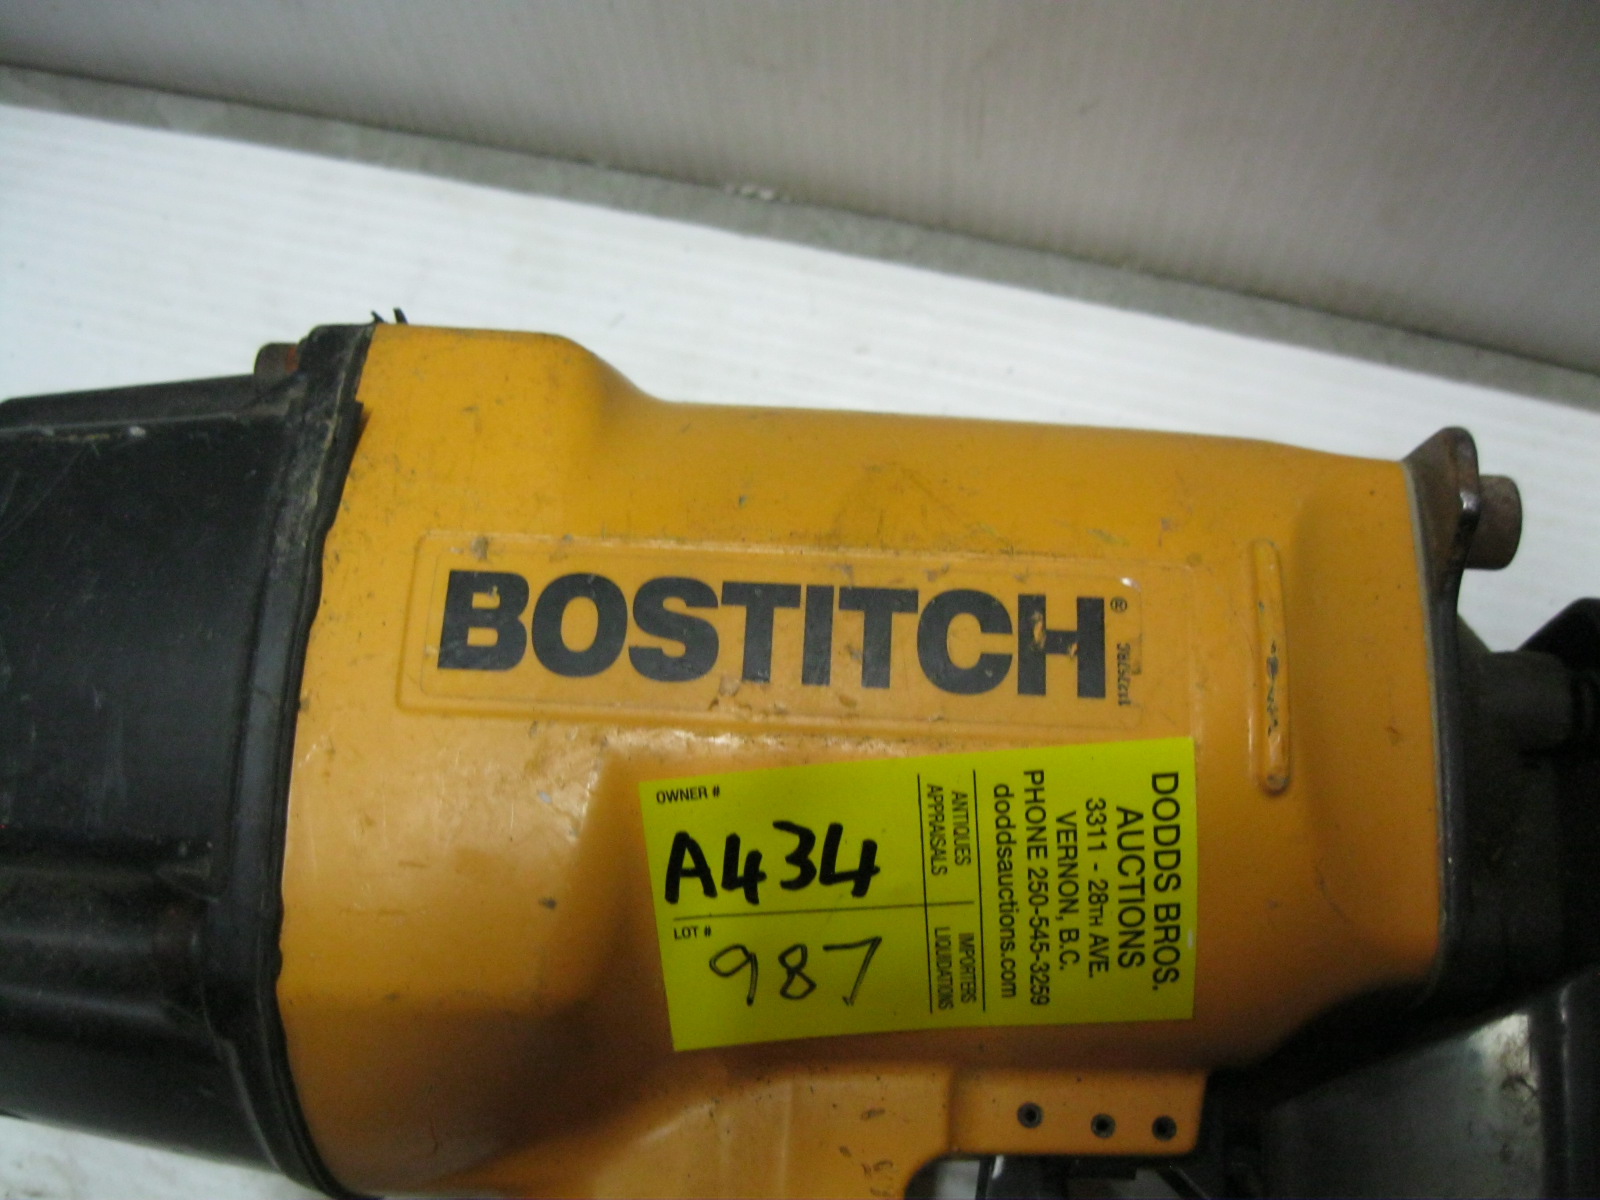 BOSTITCH®
OWNER #
A434
LOT #
987
DODDS BROS.
AUCTIONS
3311 - 28TH AVE.
VERNON, B.C.
PHONE 250-545-3259
doddsauctions.com
ANTIQUES
APPRAISALS
IMPORTERS
LIQUIDATIONS